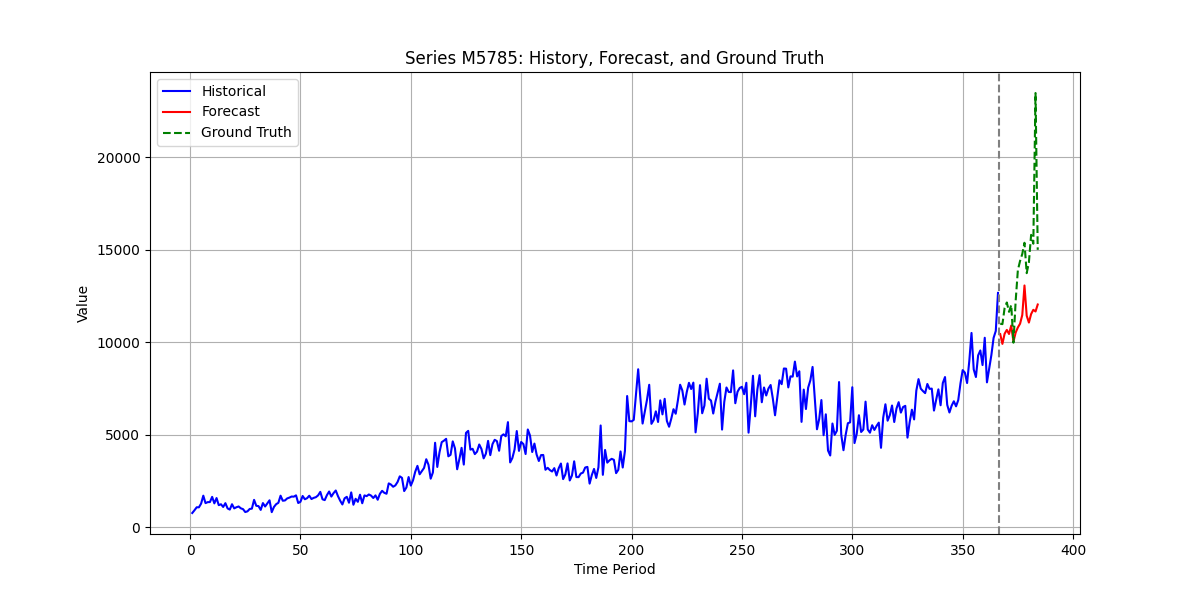 Series M5785: History, Forecast, and Ground Truth
Historical
Forecast
Ground Truth
Value
20000
15000
10000
5000
0
0 50 100 150 200 250 300 350 400
Time Period